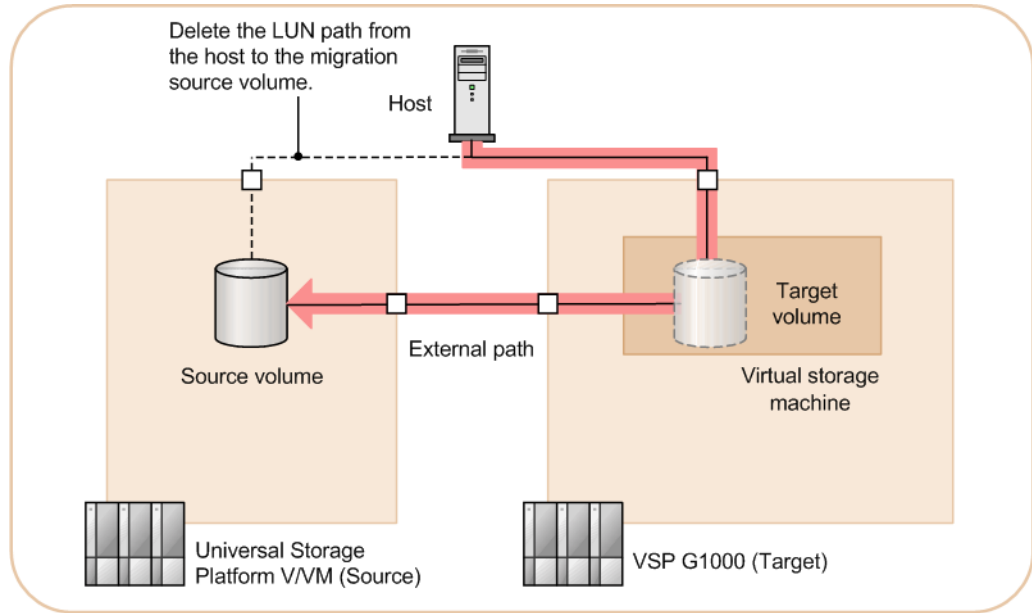 Delete the LUN path from
the host to the migration
source volume.
Host
Target
volume
External path
Source volume
Virtual storage
machine
Universal Storage
Platform V/VM (Source)
VSP G1000 (Target)